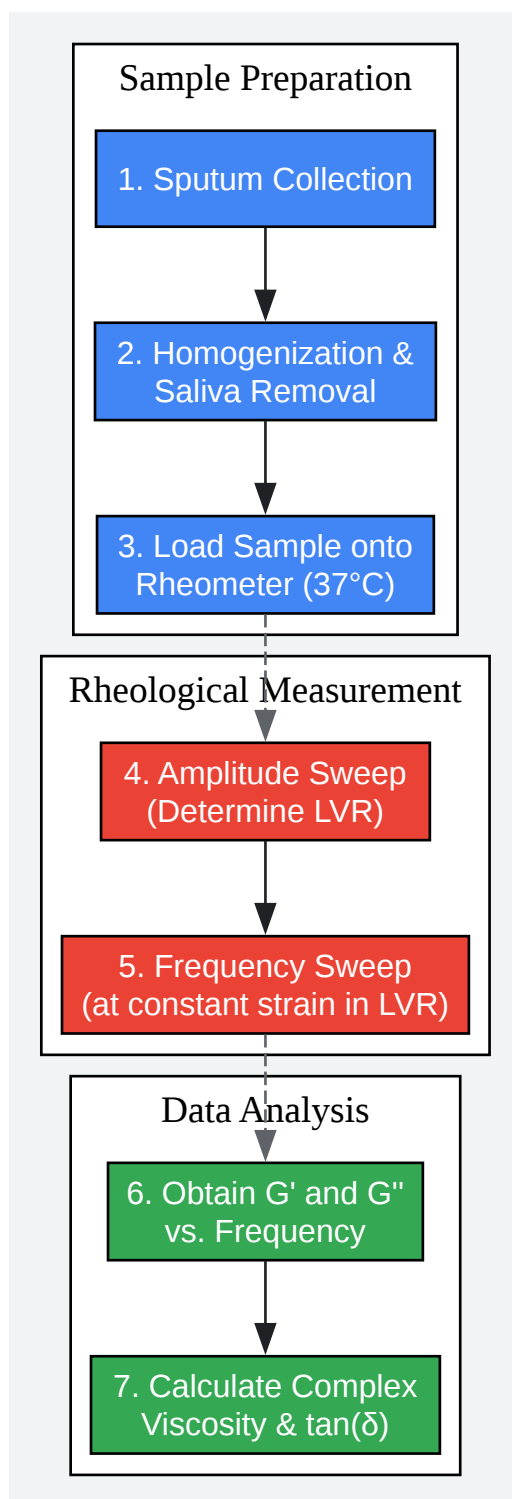 Sample Preparation
1. Sputum Collection
2. Homogenization &
Saliva Removal
3. Load Sample onto
Rheometer (37°C)
Rheological Measurement
4. Amplitude Sweep
(Determine LVR)
5. Frequency Sweep
(at constant strain in LVR)
Data Analysis
6. Obtain G' and G''
vs. Frequency
7. Calculate Complex
Viscosity & tan(δ)